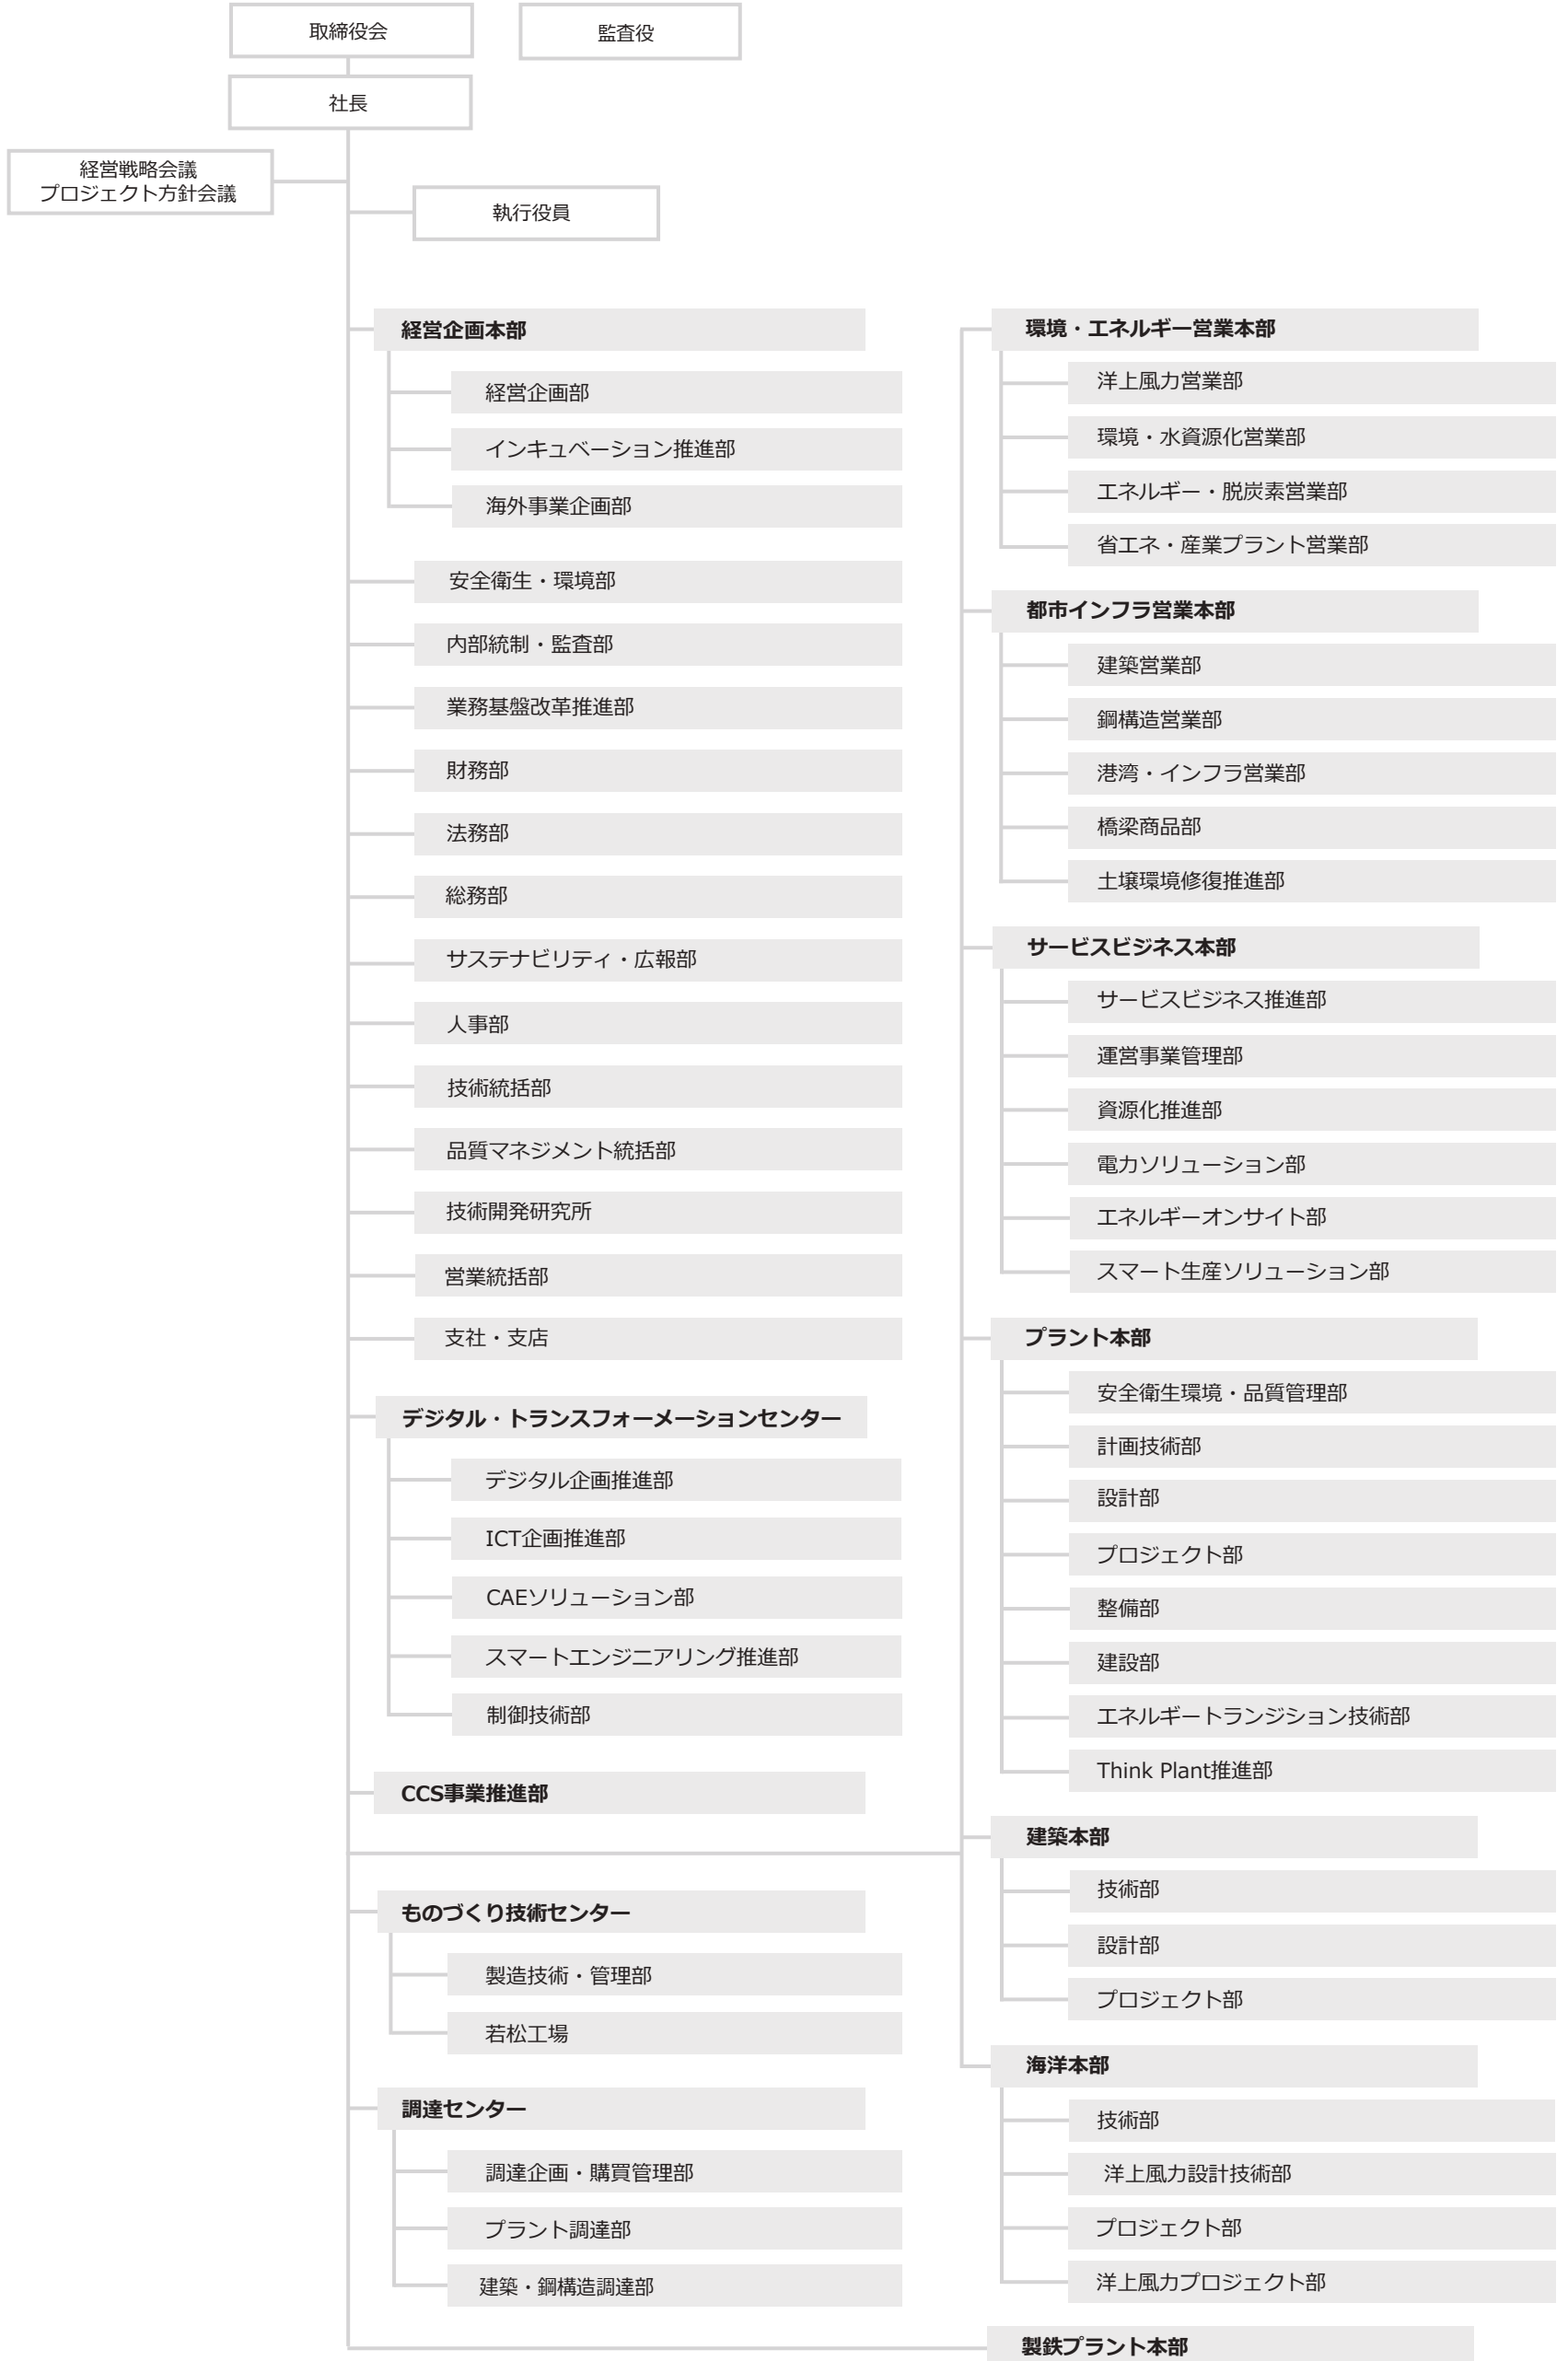 取締役会
監査役
社長
経営戦略会議
プロジェクト方針会議
執行役員
経営企画本部
経営企画部
インキュベーション推進部
海外事業企画部
安全衛生・環境部
内部統制・監査部
業務基盤改革推進部
財務部
法務部
総務部
サステナビリティ・広報部
人事部
技術統括部
品質マネジメント統括部
技術開発研究所
営業統括部
支社・支店
デジタル・トランスフォーメーションセンター
デジタル企画推進部
ICT企画推進部
CAEソリューション部
スマートエンジニアリング推進部
制御技術部
CCS事業推進部
ものづくり技術センター
製造技術・管理部
若松工場
調達センター
調達企画・購買管理部
プラント調達部
建築・鋼構造調達部
環境・エネルギー営業本部
洋上風力営業部
環境・水資源化営業部
エネルギー・脱炭素営業部
省エネ・産業プラント営業部
都市インフラ営業本部
建築営業部
鋼構造営業部
港湾・インフラ営業部
橋梁商品部
土壌環境修復推進部
サービスビジネス本部
サービスビジネス推進部
運営事業管理部
資源化推進部
電力ソリューション部
エネルギーオンサイト部
スマート生産ソリューション部
プラント本部
安全衛生環境・品質管理部
計画技術部
設計部
プロジェクト部
整備部
建設部
エネルギートランジション技術部
Think Plant推進部
建築本部
技術部
設計部
プロジェクト部
海洋本部
技術部
洋上風力設計技術部
プロジェクト部
洋上風力プロジェクト部
製鉄プラント本部